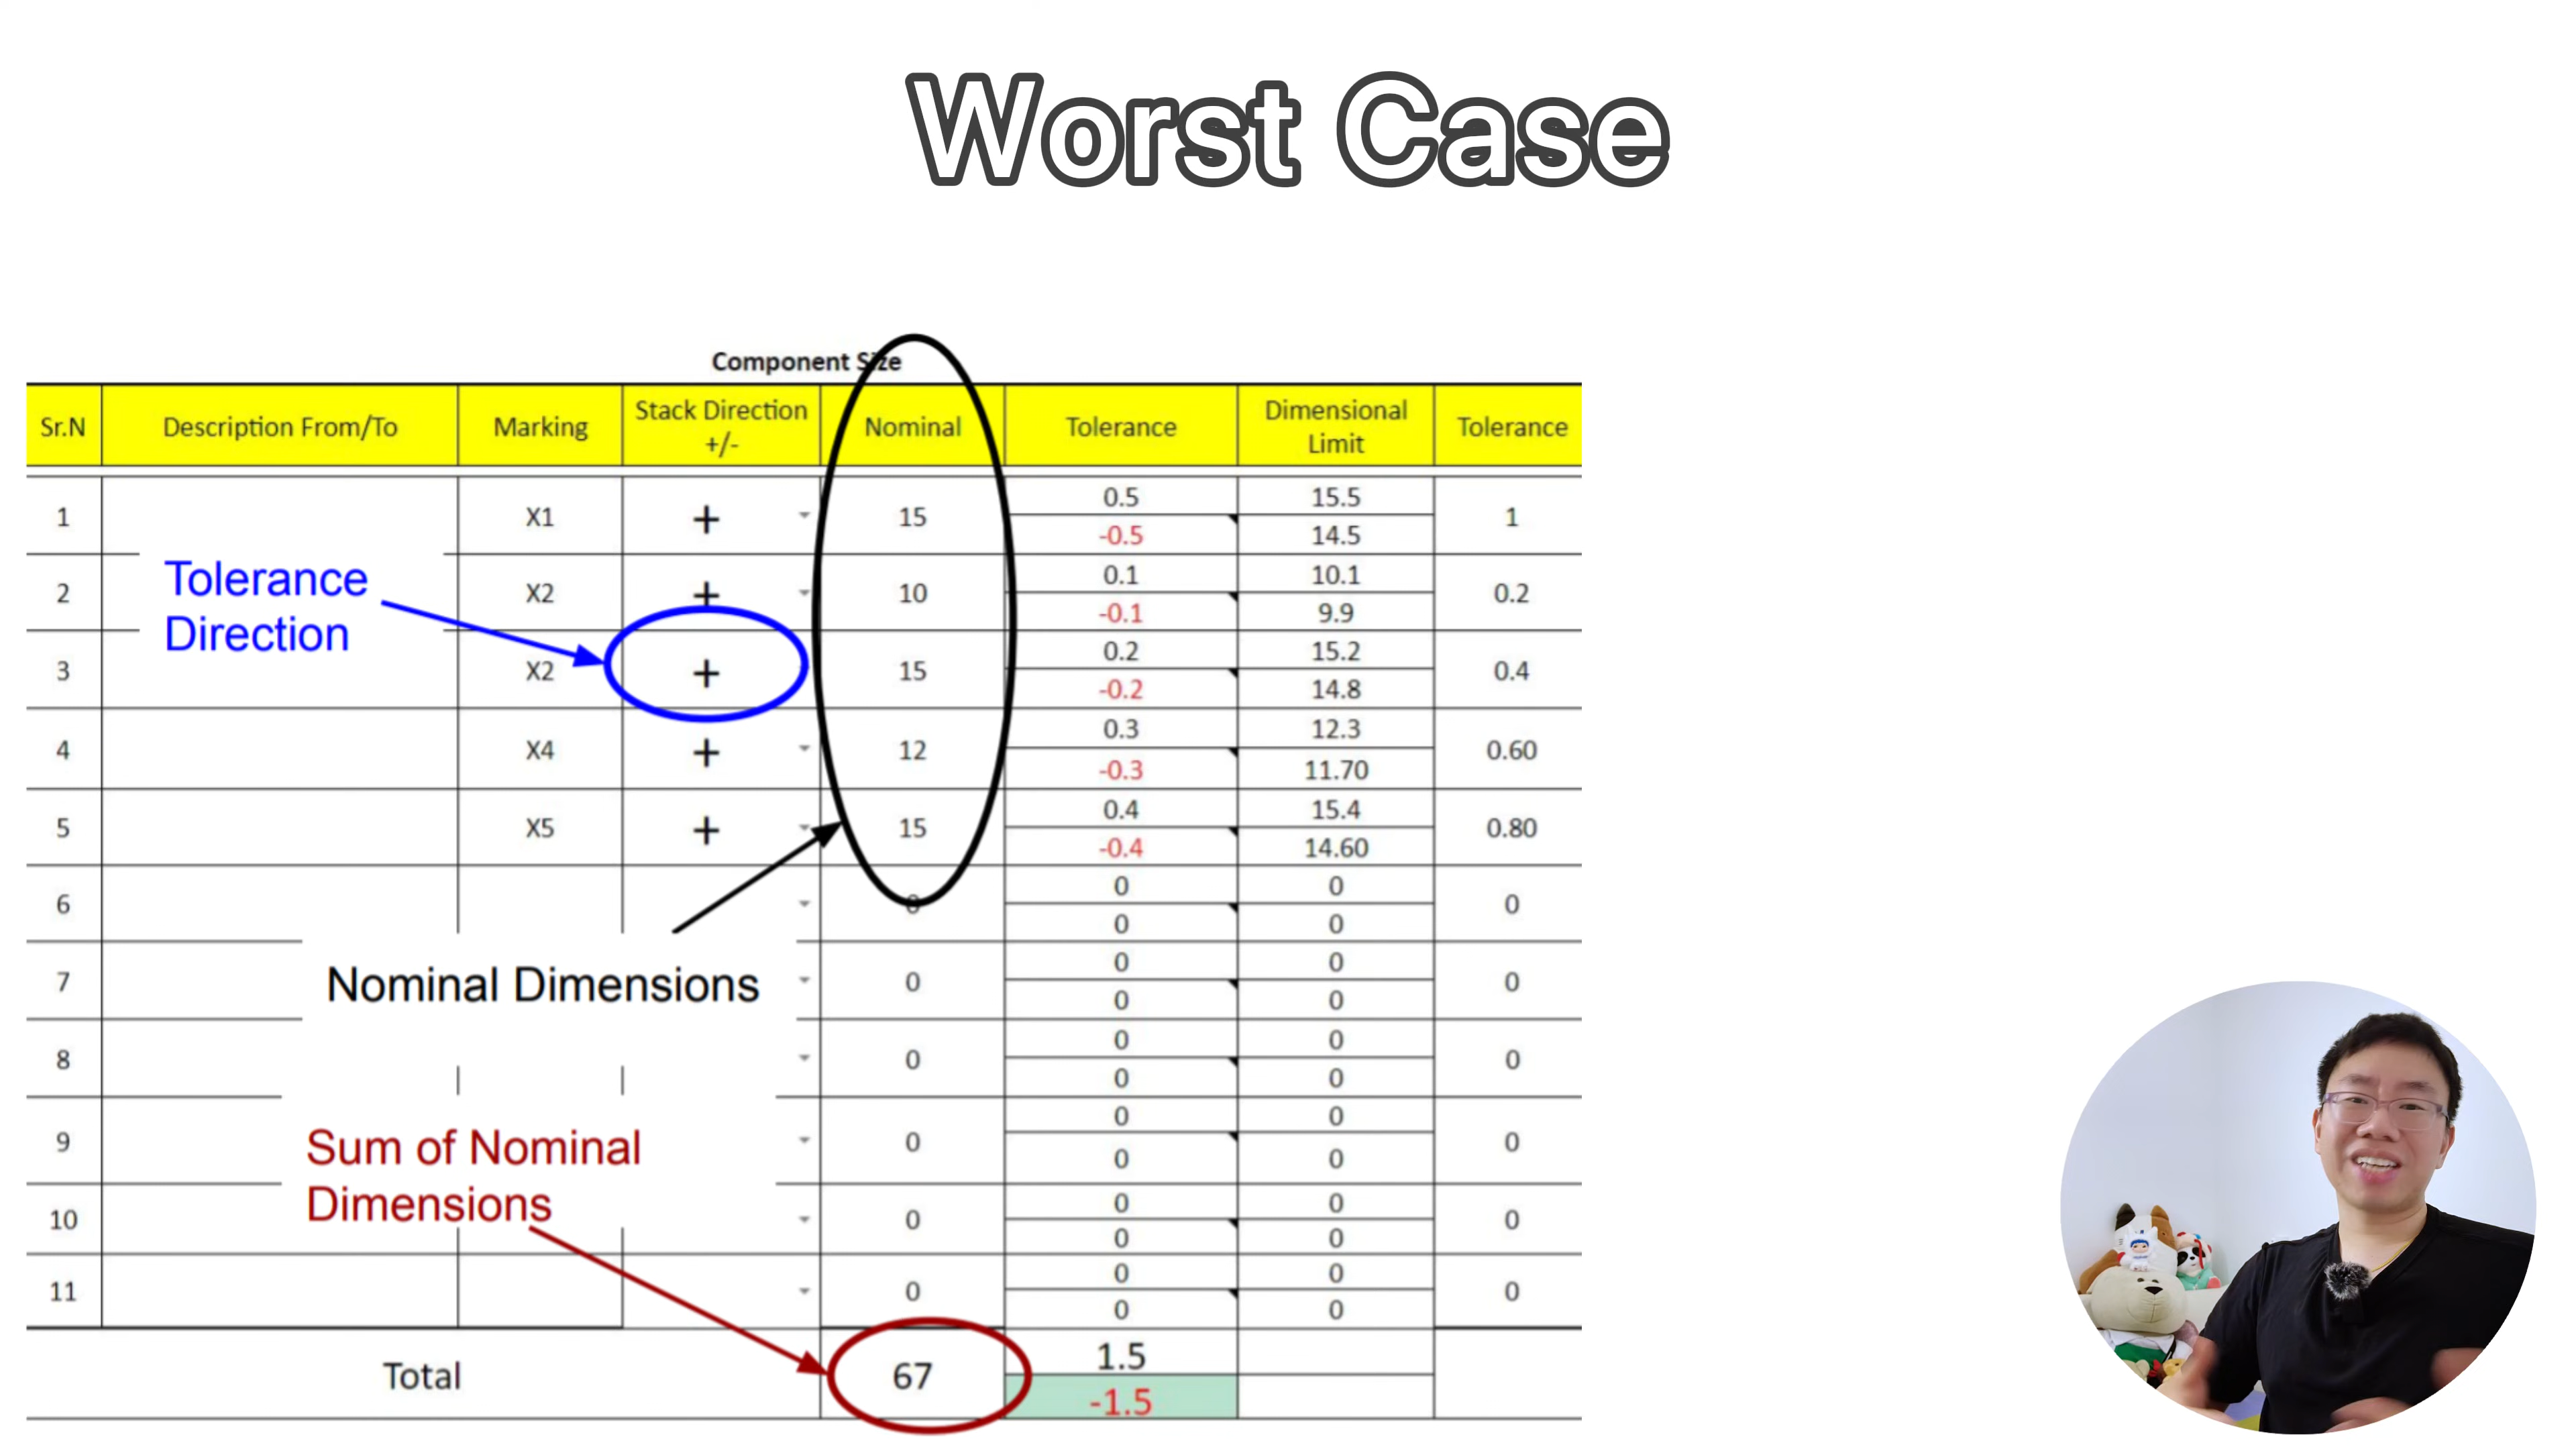 Worst Case
Component Size
Sr.N Description From/To Marking Stack Direction +/- Nominal Tolerance Dimensional Limit Tolerance
1 X1 + 15 0.5 15.5 1
-0.5 14.5
2 X2 + 10 0.1 10.1 0.2
-0.1 9.9
Tolerance
Direction
3 X2 + 15 0.2 15.2 0.4
-0.2 14.8
4 X4 + 12 0.3 12.3 0.60
-0.3 11.70
5 X5 + 15 0.4 15.4 0.80
-0.4 14.60
6 0 0 0 0
0 0
7 0 0 0 0
0 0
Nominal Dimensions
8 0 0 0 0
0 0
9 0 0 0 0
0 0
Sum of Nominal
Dimensions
10 0 0 0 0
0 0
11 0 0 0 0
0 0
Total 67 1.5
-1.5